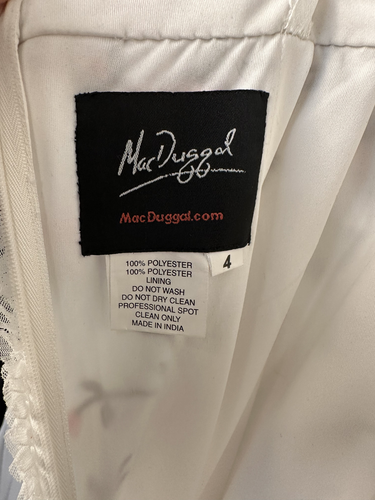 MacDuggal
MacDuggal.com
4
100% POLYESTER
100% POLYESTER
LINING
DO NOT WASH
DO NOT DRY CLEAN
PROFESSIONAL SPOT
CLEAN ONLY
MADE IN INDIA